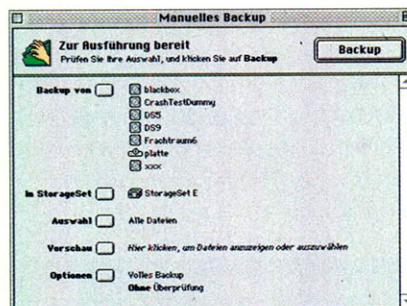 Manuelles Backup
Zur Ausführung bereit
Prüfen Sie Ihre Auswahl, und klicken Sie auf Backup
Backup
Backup von
blackbox
CrashTestDummy
DS5
DS9
Frachtraum6
platte
xxx
In StorageSet
StorageSet E
Auswahl
Alle Dateien
Vorschau
Hier klicken, um Dateien anzuzeigen oder auszuwählen
Optionen
Volles Backup
Ohne Überprüfung